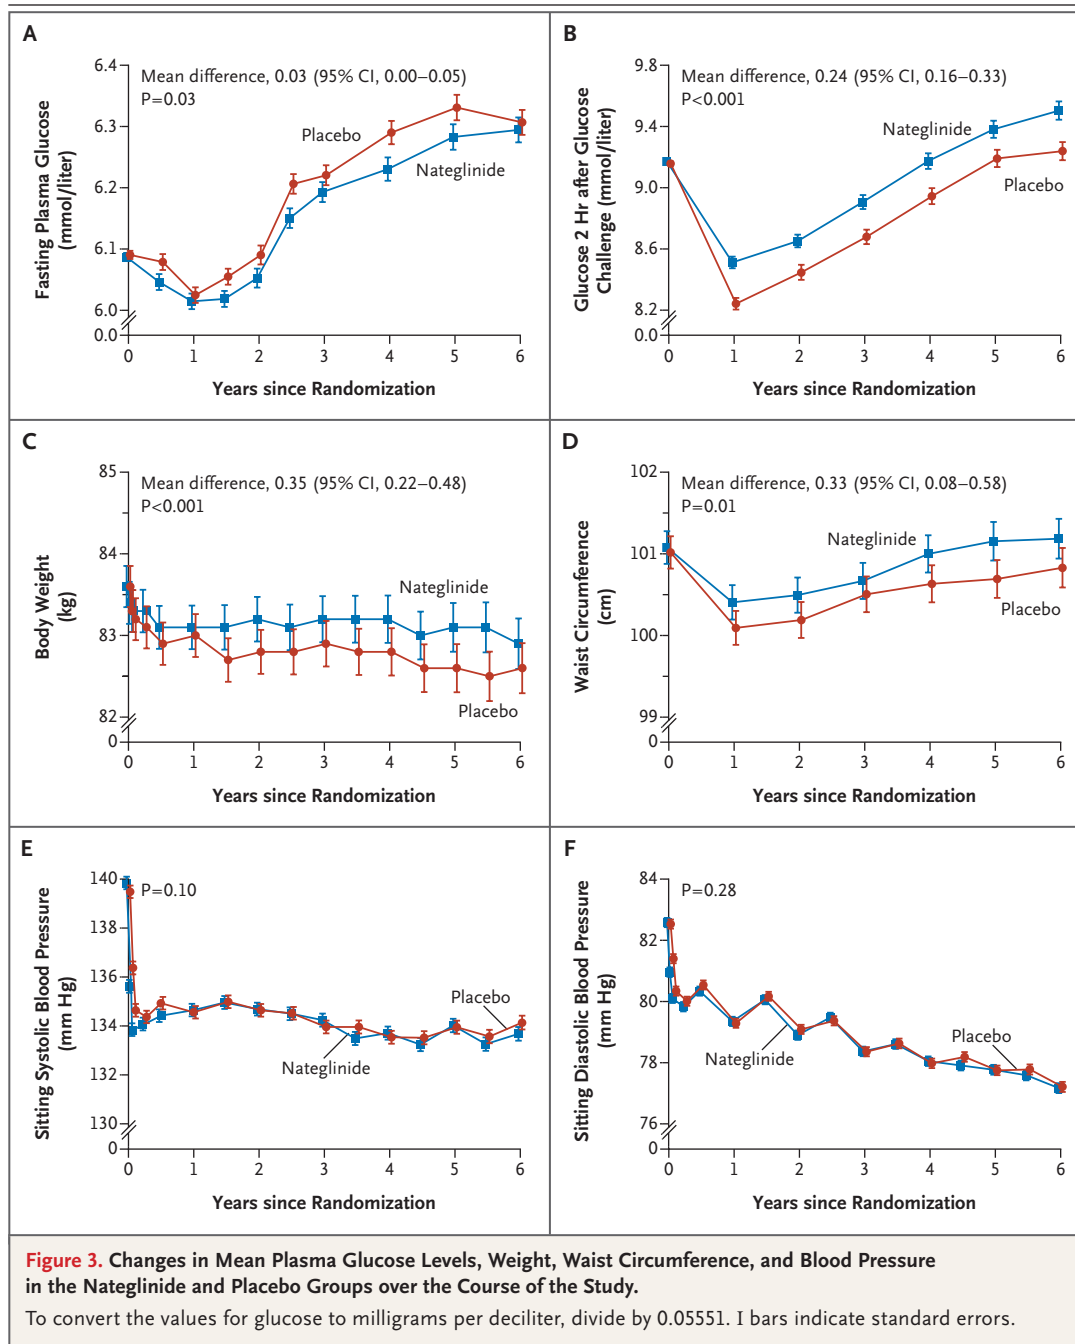 A
Mean difference, 0.03 (95% CI, 0.00–0.05)
P=0.03
Fasting Plasma Glucose
(mmol/liter)
6.4
6.3
6.2
6.1
6.0
0.0
Placebo
Nateglinide
0 1 2 3 4 5 6
Years since Randomization
B
Mean difference, 0.24 (95% CI, 0.16–0.33)
P<0.001
Glucose 2 Hr after Glucose
Challenge (mmol/liter)
9.8
9.4
9.0
8.6
8.2
0.0
Nateglinide
Placebo
0 1 2 3 4 5 6
Years since Randomization
C
Mean difference, 0.35 (95% CI, 0.22–0.48)
P<0.001
Body Weight
(kg)
85
84
83
82
0
Nateglinide
Placebo
0 1 2 3 4 5 6
Years since Randomization
D
Mean difference, 0.33 (95% CI, 0.08–0.58)
P=0.01
Waist Circumference
(cm)
102
101
100
99
0
Nateglinide
Placebo
0 1 2 3 4 5 6
Years since Randomization
E
P=0.10
Sitting Systolic Blood Pressure
(mm Hg)
140
138
136
134
132
130
0
Placebo
Nateglinide
0 1 2 3 4 5 6
Years since Randomization
F
P=0.28
Sitting Diastolic Blood Pressure
(mm Hg)
84
82
80
78
76
0
Placebo
Nateglinide
0 1 2 3 4 5 6
Years since Randomization
Figure 3. Changes in Mean Plasma Glucose Levels, Weight, Waist Circumference, and Blood Pressure
in the Nateglinide and Placebo Groups over the Course of the Study.
To convert the values for glucose to milligrams per deciliter, divide by 0.05551. I bars indicate standard errors.